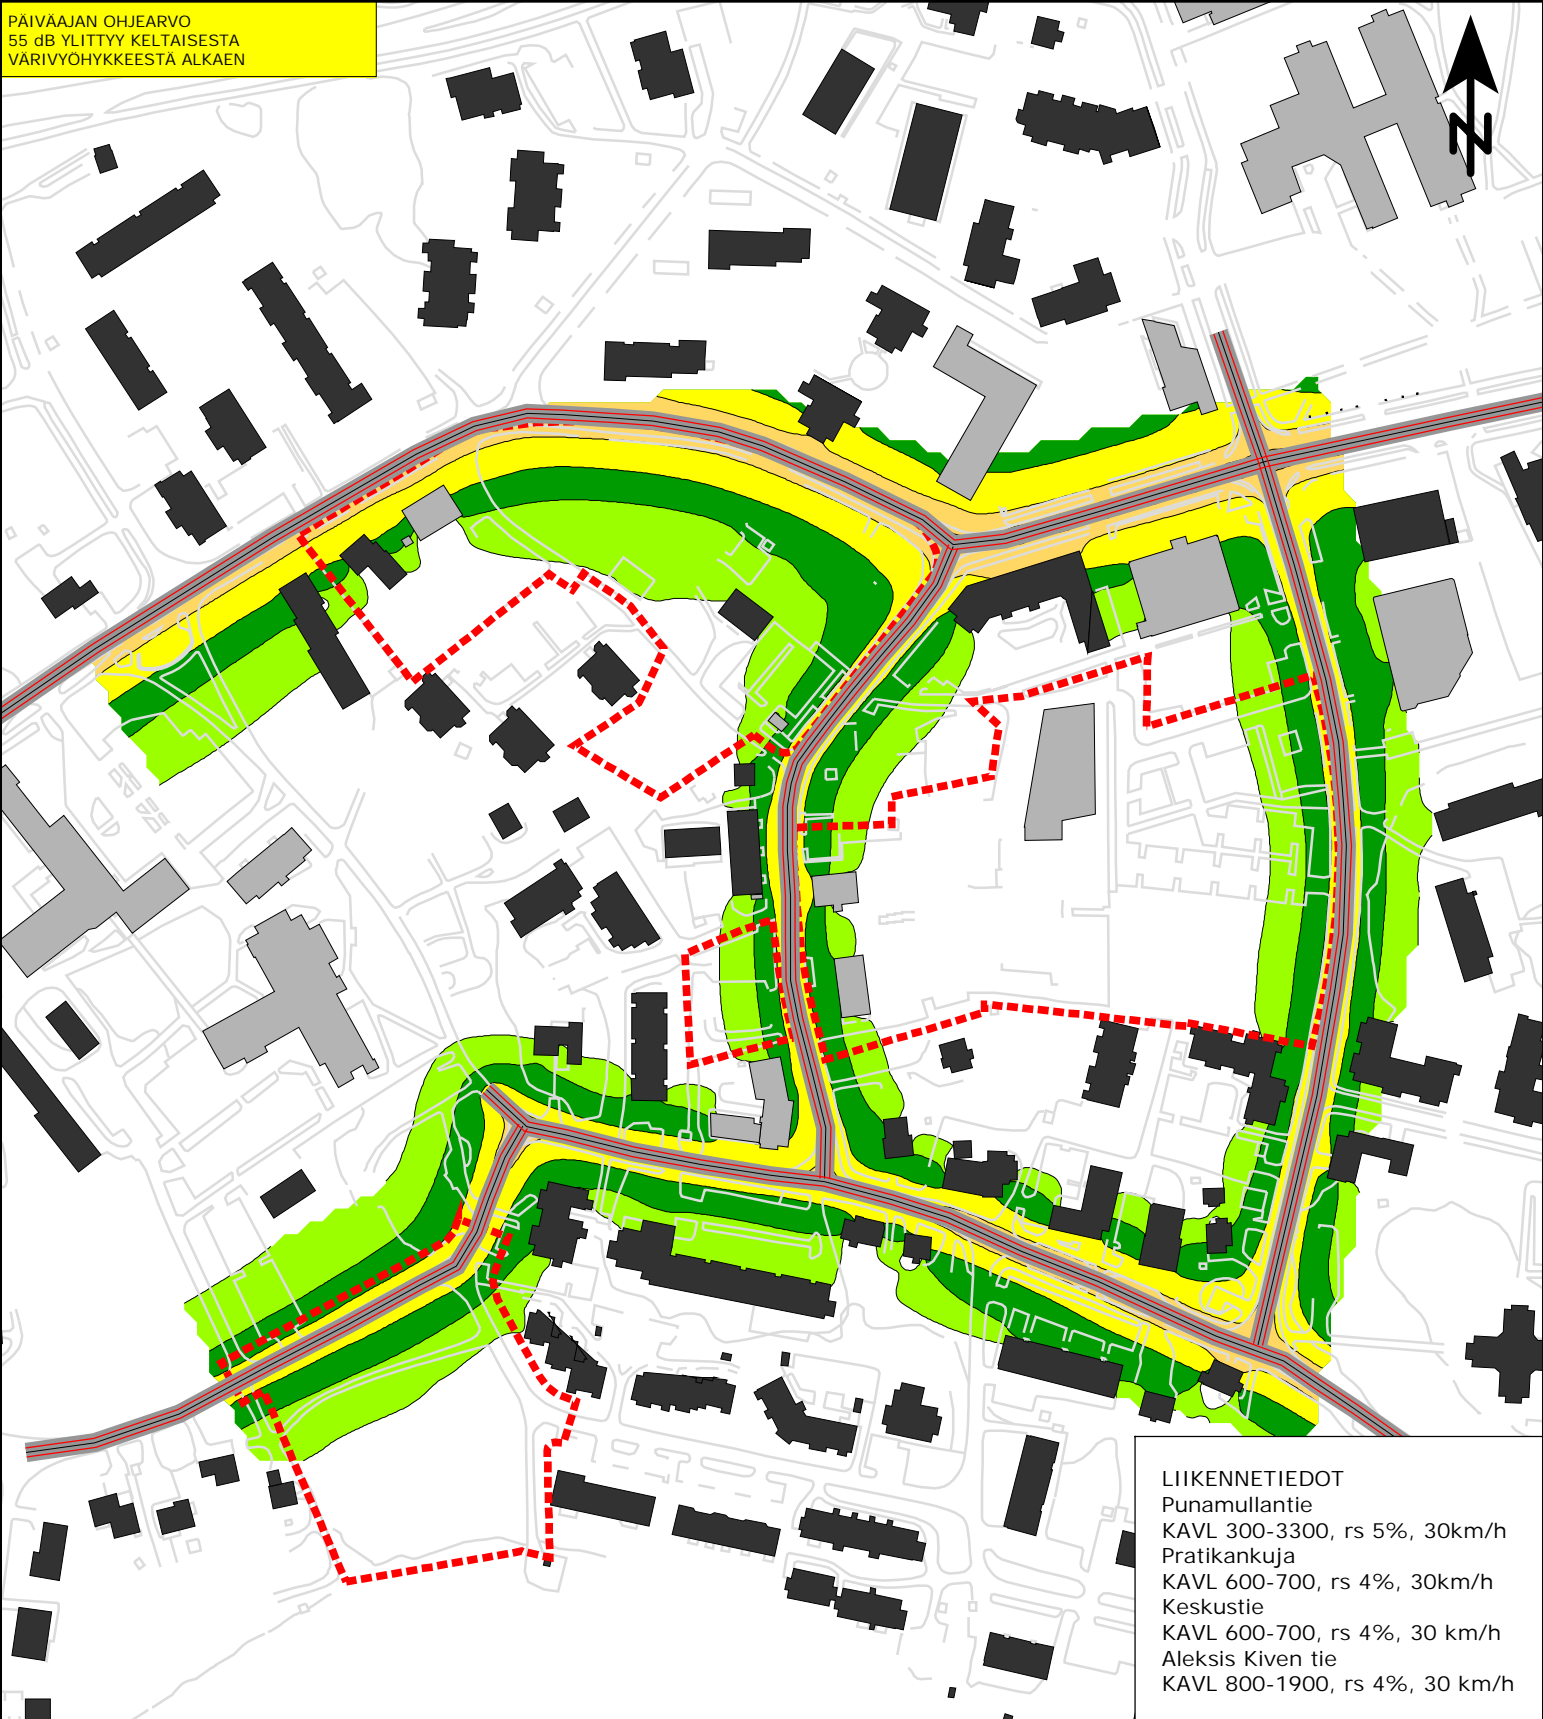 PÄIVÄAJAN OHJEARVO
55 dB YLITTYY KELTAISESTA
VÄRIVYÖHYKKEESTÄ ALKAEN
N
LIIKENNETIEDOT
Punamullantie
KAVL 300-3300, rs 5%, 30km/h
Pratikankuja
KAVL 600-700, rs 4%, 30km/h
Keskustie
KAVL 600-700, rs 4%, 30 km/h
Aleksis Kiven tie
KAVL 800-1900, rs 4%, 30 km/h